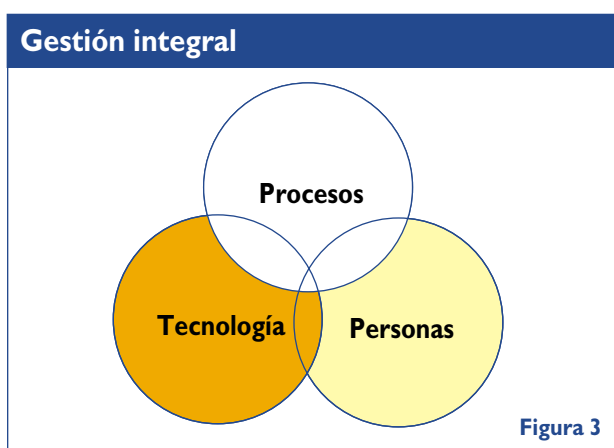 Gestión integral
Procesos
Tecnología
Personas
Figura 3